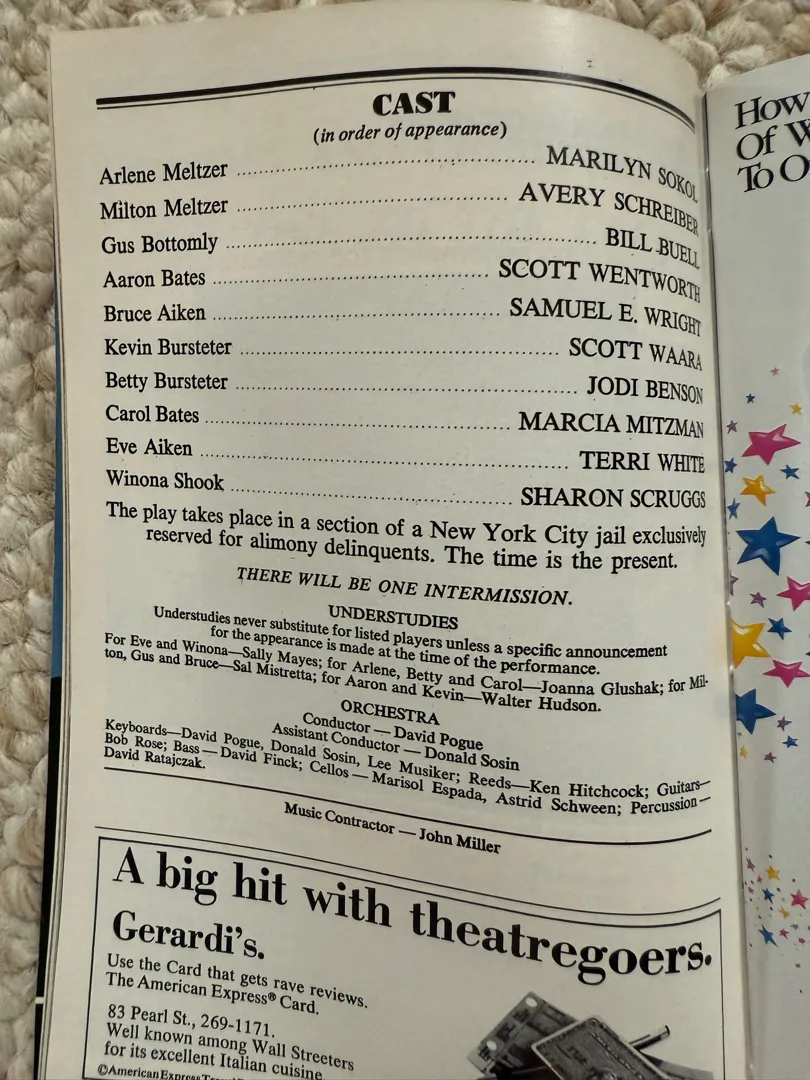 CAST
(in order of appearance)
Arlene Meltzer ........................................ MARILYN SOKOL
Milton Meltzer ........................................ AVERY SCHREIBER
Gus Bottomly ........................................ BILL BUELL
Aaron Bates ........................................ SCOTT WENTWORTH
Bruce Aiken ........................................ SAMUEL E. WRIGHT
Kevin Bursteter ........................................ SCOTT WAARA
Betty Bursteter ........................................ JODI BENSON
Carol Bates ........................................ MARCIA MITZMAN
Eve Aiken ........................................ TERRI WHITE
Winona Shook ........................................ SHARON SCRUGGS
The play takes place in a section of a New York City jail exclusively
reserved for alimony delinquents. The time is the present.
THERE WILL BE ONE INTERMISSION.
UNDERSTUDIES
Understudies never substitute for listed players unless a specific announcement
for the appearance is made at the time of the performance.
For Eve and Winona—Sally Mayes; for Arlene, Betty and Carol—Joanna Glushak; for Mil-
ton, Gus and Bruce—Sal Mistretta; for Aaron and Kevin—Walter Hudson.
ORCHESTRA
Conductor — David Pogue
Assistant Conductor — Donald Sosin
Keyboards—David Pogue, Donald Sosin, Lee Musiker; Reeds—Ken Hitchcock; Guitars—
Bob Rose; Bass — David Finck; Cellos — Marisol Espada, Astrid Schween; Percussion —
David Ratajczak.
Music Contractor — John Miller
A big hit with theatregoers.
Gerardi's.
Use the Card that gets rave reviews.
The American Express® Card.
83 Pearl St., 269-1171.
Well known among Wall Streeters
for its excellent Italian cuisine.
©American Express
How
Of
To